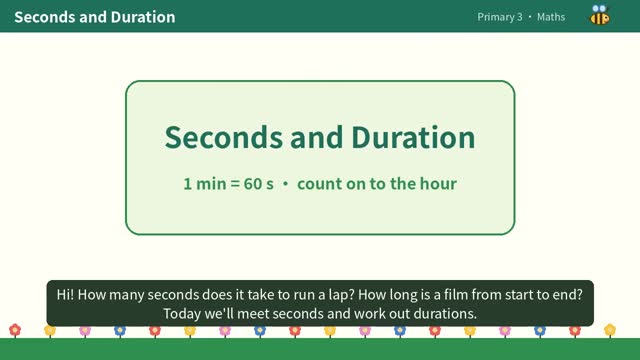 Seconds and Duration
Primary 3 • Maths
Seconds and Duration
1 min = 60 s • count on to the hour
Hi! How many seconds does it take to run a lap? How long is a film from start to end?
Today we'll meet seconds and work out durations.